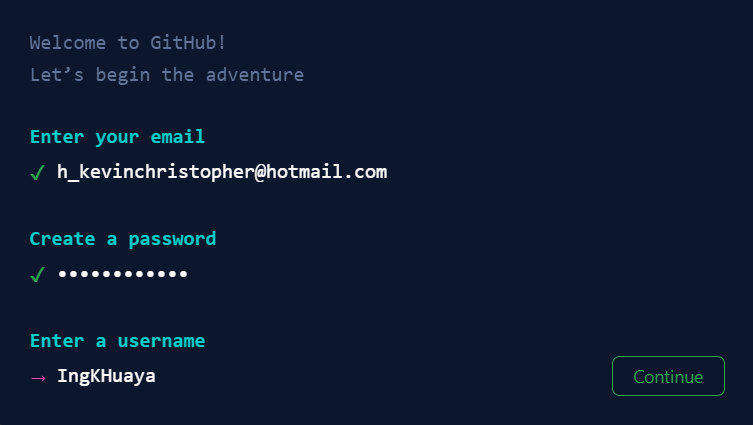 Welcome to GitHub!
Let’s begin the adventure
Enter your email
✓ h_kevinchristopher@hotmail.com
Create a password
✓ ••••••••••••
Enter a username
→ IngKHuaya
Continue